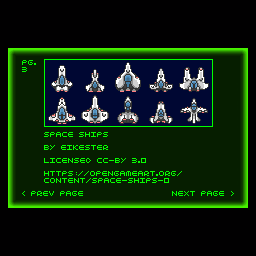 PG.
3
SPACE SHIPS
BY EIKESTER
LICENSED CC-BY 3.0
HTTPS://OPENGAMEART.ORG/
CONTENT/SPACE-SHIPS-0
< PREV PAGE
NEXT PAGE >